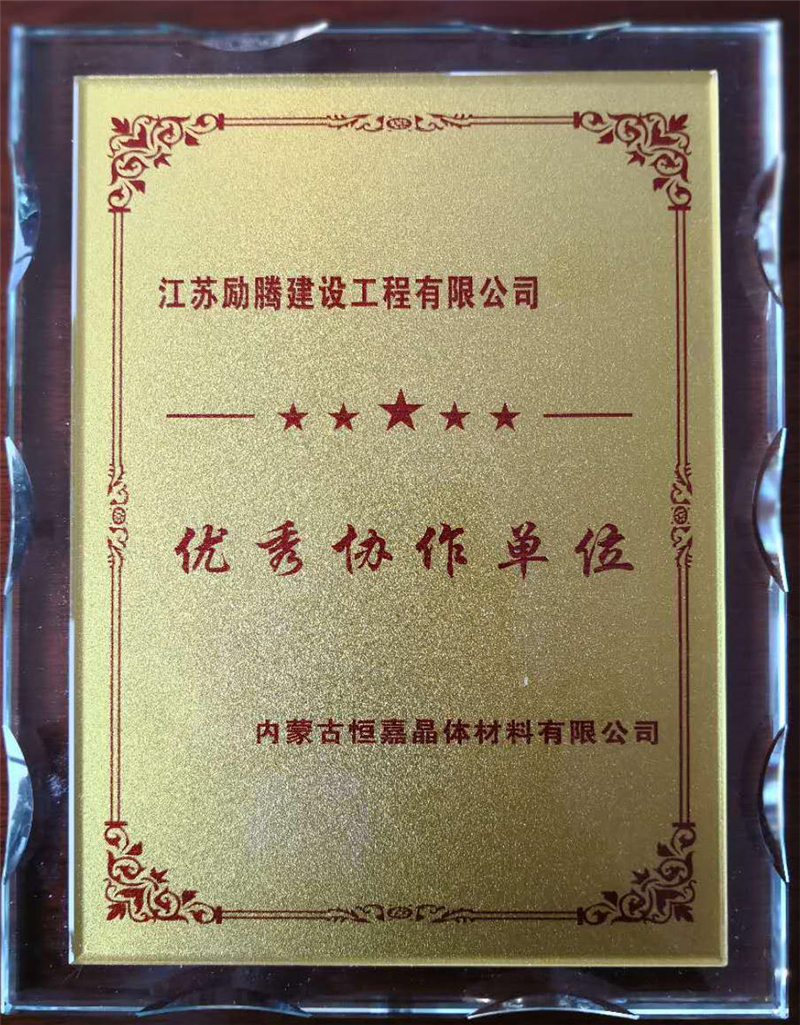 江苏励腾建设工程有限公司
优秀协作单位
内蒙古恒嘉晶体材料有限公司